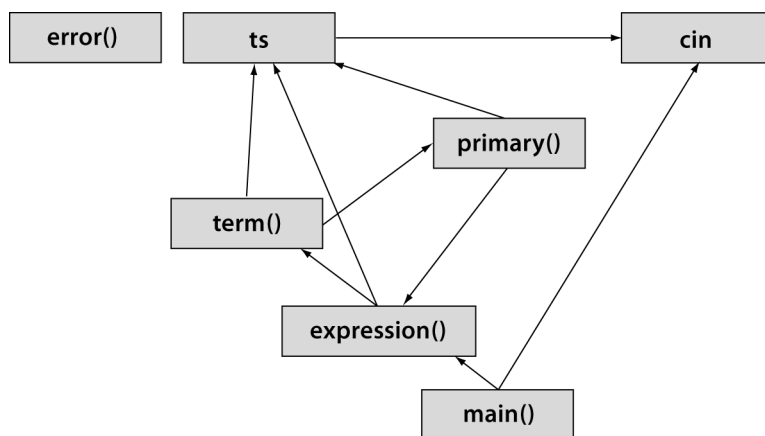 error()
ts
cin
primary()
term()
expression()
main()